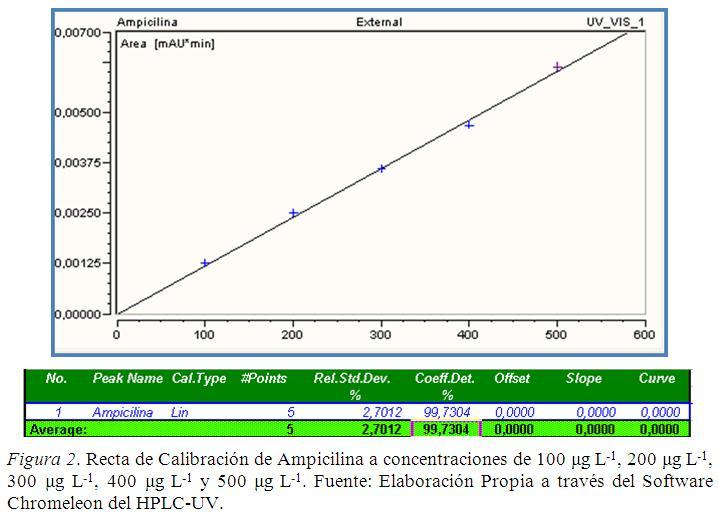 Ampicilina External UV_VIS_1
0,00700
Area [mAU*min]
0,00500
0,00375
0,00250
0,00125
0,00000
0 100 200 300 400 500 600
No. Peak Name Cal.Type #Points Rel.Std.Dev. Coeff.Det. Offset Slope Curve
% %
1 Ampicilina Lin 5 2,7012 99,7304 0,0000 0,0000 0,0000
Average: 5 2,7012 99,7304 0,0000 0,0000 0,0000
Figura 2. Recta de Calibración de Ampicilina a concentraciones de 100 µg L-1, 200 µg L-1,
300 µg L-1, 400 µg L-1 y 500 µg L-1. Fuente: Elaboración Propia a través del Software
Chromeleon del HPLC-UV.